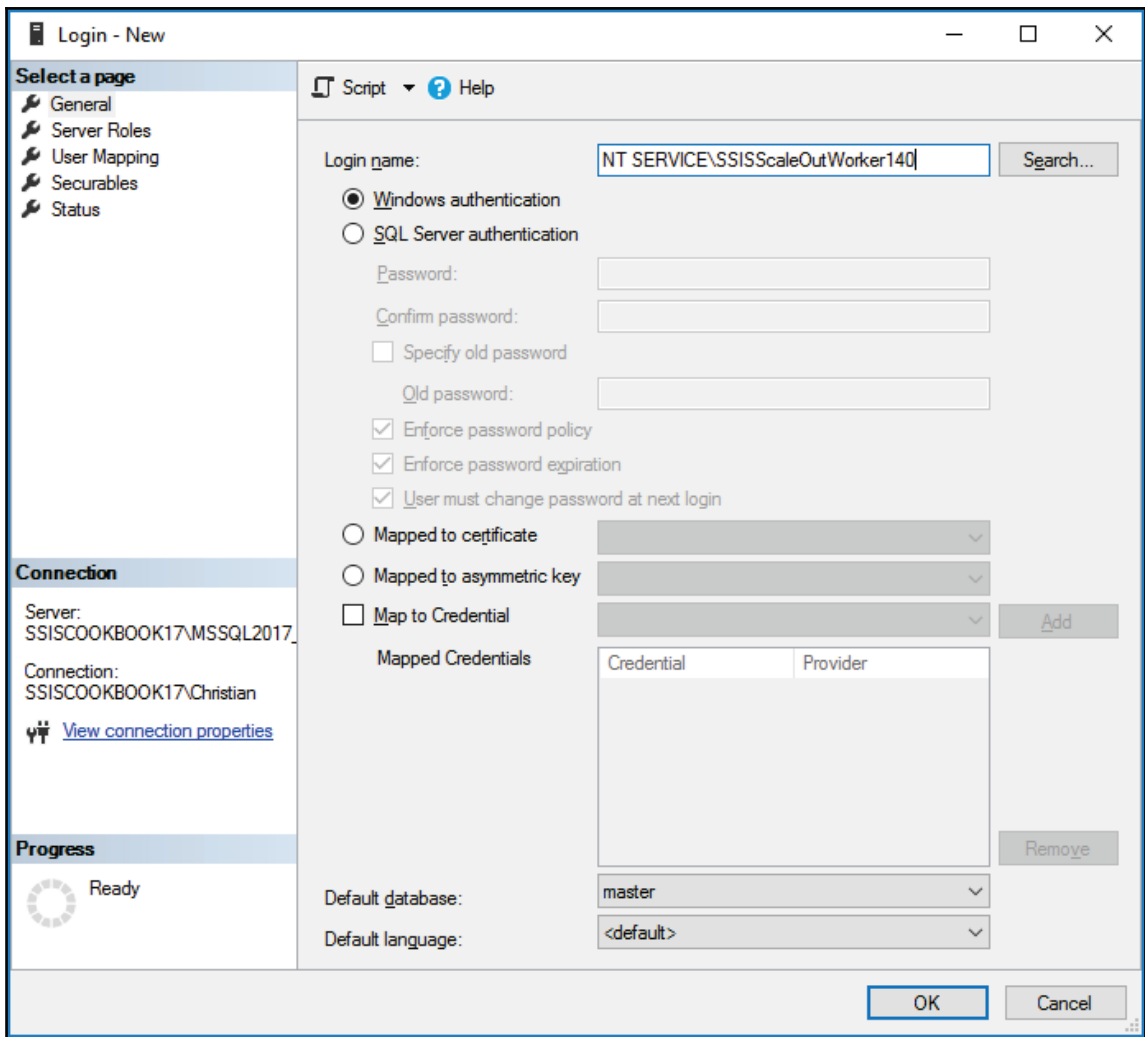 Login - New
Select a page
General
Server Roles
User Mapping
Securables
Status
Script
Help
Login name:
NT SERVICE\SSISScaleOutWorker140
Search...
Windows authentication
SQL Server authentication
Password:
Confirm password:
Specify old password
Old password:
Enforce password policy
Enforce password expiration
User must change password at next login
Mapped to certificate
Mapped to asymmetric key
Map to Credential
Add
Mapped Credentials
Credential
Provider
Remove
Default database:
master
Default language:
<default>
Connection
Server:
SSISCOOKBOOK17\MSSQL2017_
Connection:
SSISCOOKBOOK17\Christian
View connection properties
Progress
Ready
OK
Cancel